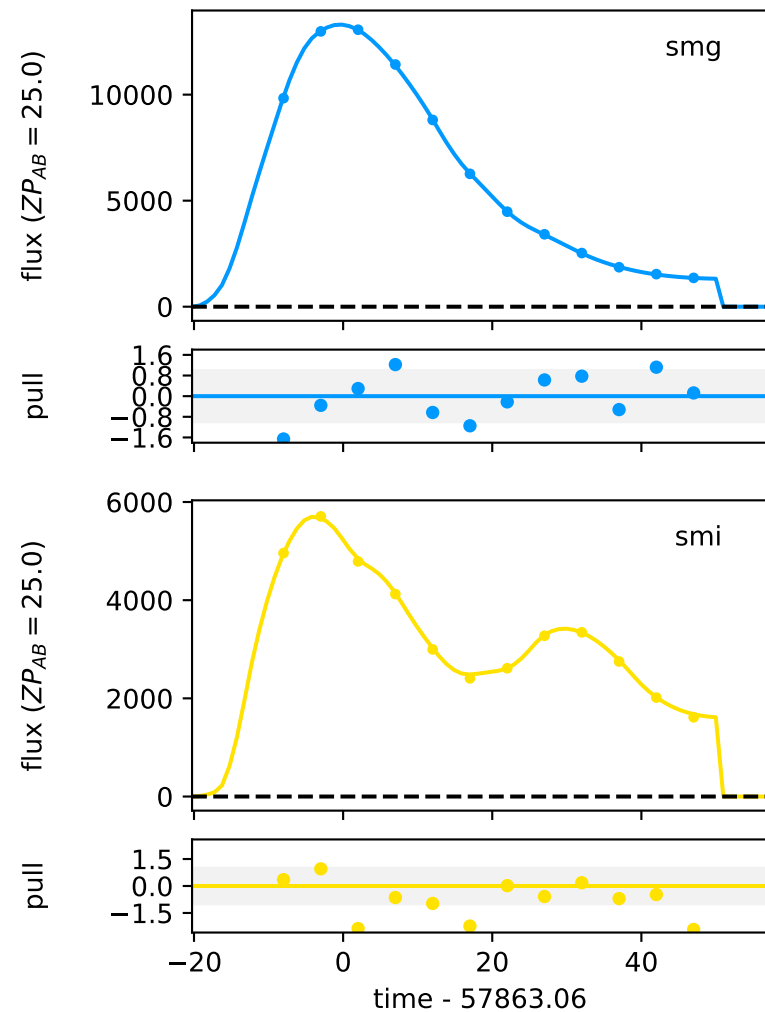 smg
flux (ZP_AB = 25.0)
10000
5000
0
pull
1.6
0.8
0.0
−0.8
−1.6
smi
flux (ZP_AB = 25.0)
6000
4000
2000
0
pull
1.5
0.0
−1.5
−20 0 20 40
time - 57863.06